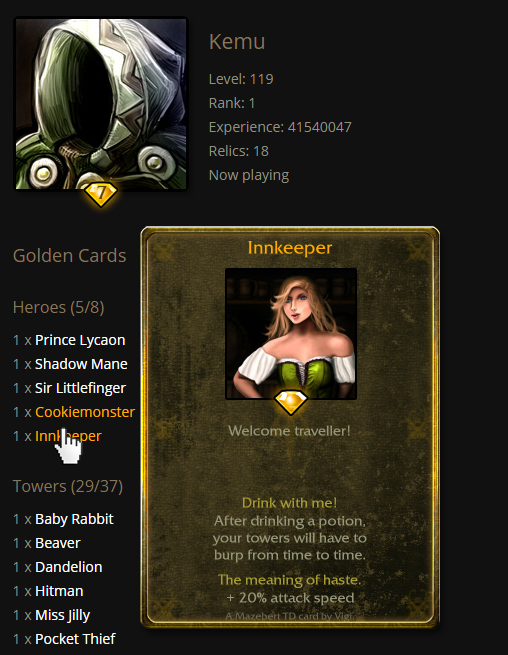 Kemu
Level: 119
Rank: 1
Experience: 41540047
Relics: 18
Now playing
7
Golden Cards
Heroes (5/8)
1 x Prince Lycaon
1 x Shadow Mane
1 x Sir Littlefinger
1 x Cookiemonster
1 x Innkeeper
Towers (29/37)
1 x Baby Rabbit
1 x Beaver
1 x Dandelion
1 x Hitman
1 x Miss Jilly
1 x Pocket Thief
Innkeeper
Welcome traveller!
Drink with me!
After drinking a potion,
your towers will have to
burp from time to time.
The meaning of haste.
+ 20% attack speed
A Mazebert TD card by Vigi